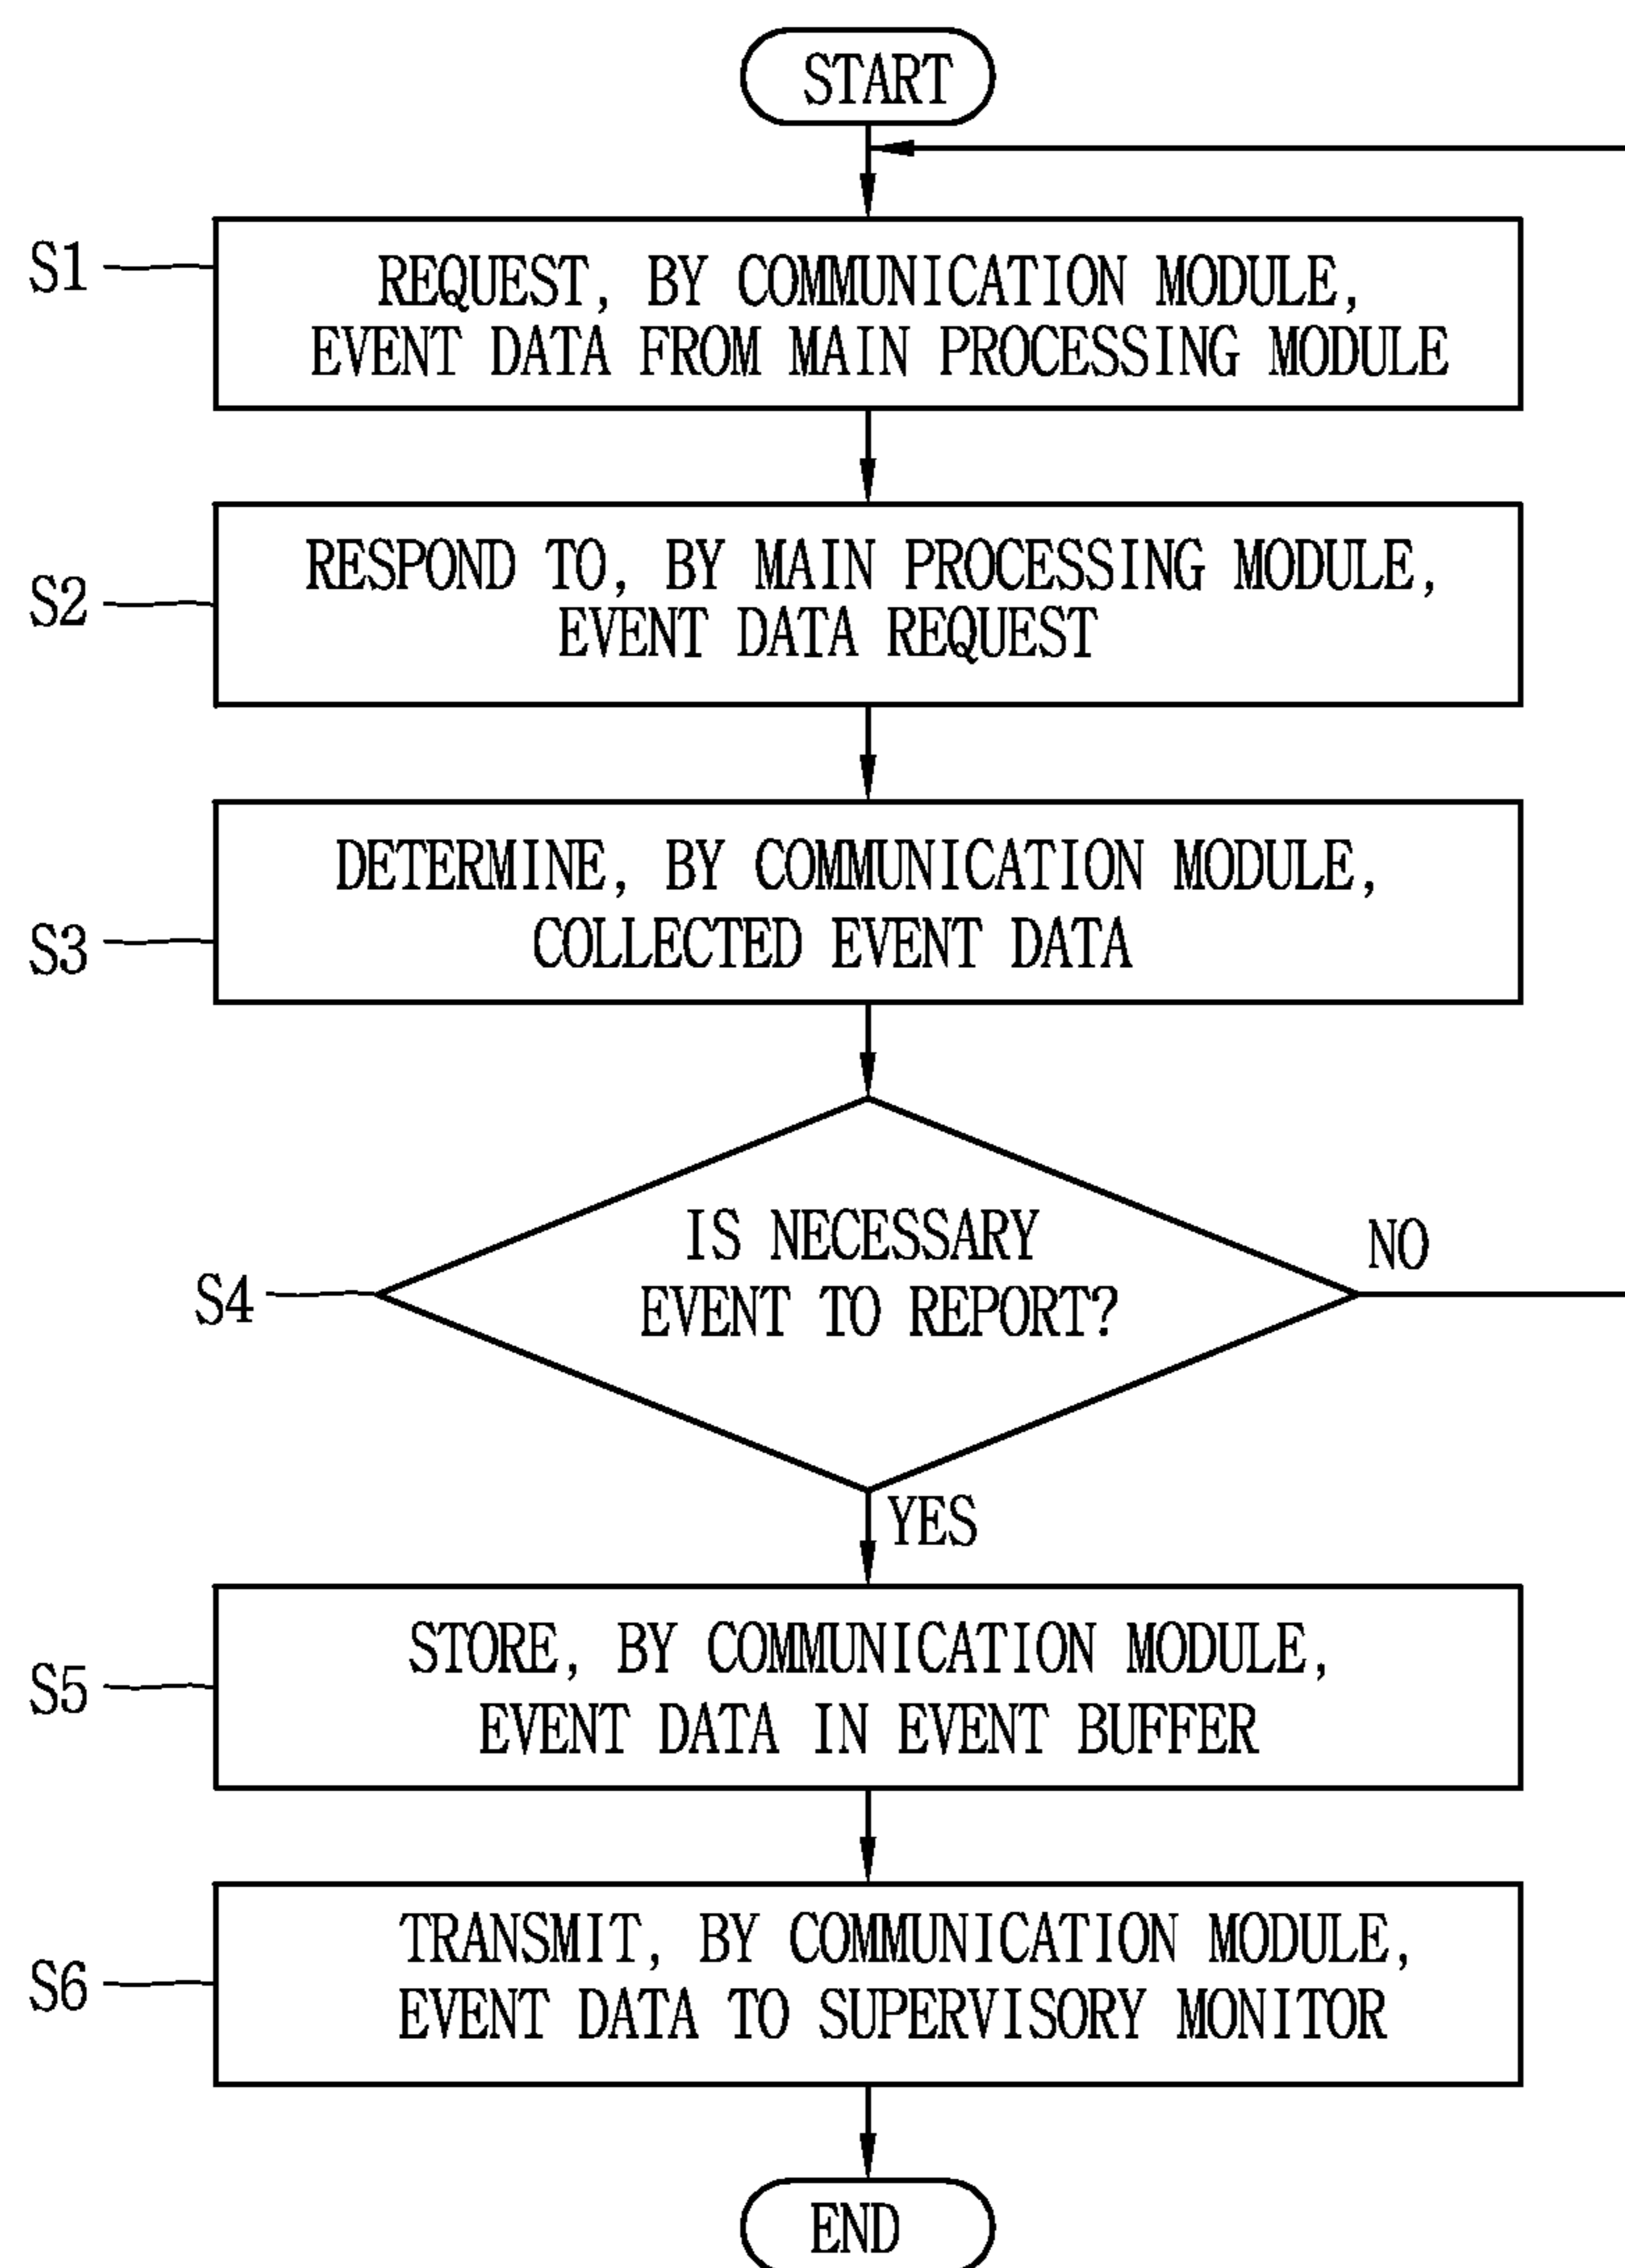 START
S1
REQUEST, BY COMMUNICATION MODULE,
EVENT DATA FROM MAIN PROCESSING MODULE
S2
RESPOND TO, BY MAIN PROCESSING MODULE,
EVENT DATA REQUEST
S3
DETERMINE, BY COMMUNICATION MODULE,
COLLECTED EVENT DATA
S4
IS NECESSARY
EVENT TO REPORT?
NO
YES
S5
STORE, BY COMMUNICATION MODULE,
EVENT DATA IN EVENT BUFFER
S6
TRANSMIT, BY COMMUNICATION MODULE,
EVENT DATA TO SUPERVISORY MONITOR
END